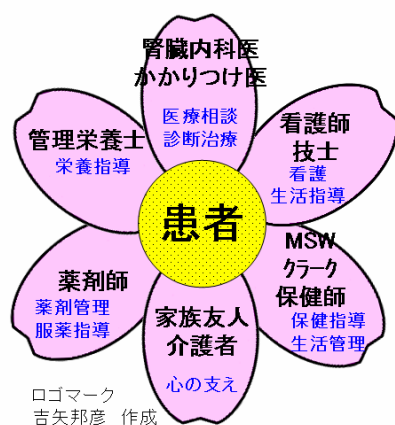 腎臓内科医
かかりつけ医
医療相談
診断治療
管理栄養士
栄養指導
看護師
技士
看護
生活指導
患者
MSW
クラーク
保健師
保健指導
生活管理
薬剤師
薬剤管理
服薬指導
家族友人
介護者
心の支え
ロゴマーク
吉矢邦彦 作成